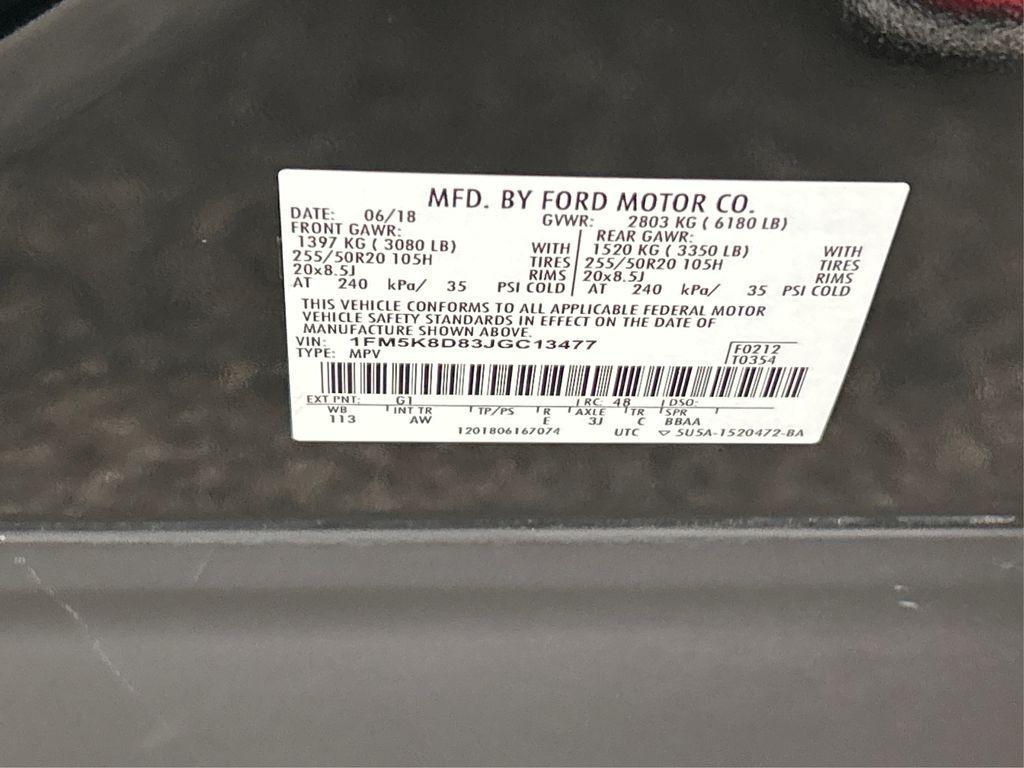 MFD. BY FORD MOTOR CO.
DATE: 06/18 GVWR: 2803 KG ( 6180 LB)
FRONT GAWR: REAR GAWR:
1397 KG ( 3080 LB) WITH 1520 KG ( 3350 LB) WITH
255/50R20 105H TIRES 255/50R20 105H TIRES
20x8.5J RIMS 20x8.5J RIMS
AT 240 kPa/ 35 PSI COLD AT 240 kPa/ 35 PSI COLD
THIS VEHICLE CONFORMS TO ALL APPLICABLE FEDERAL MOTOR
VEHICLE SAFETY STANDARDS IN EFFECT ON THE DATE OF
MANUFACTURE SHOWN ABOVE.
VIN: 1FM5K8D83JGC13477
TYPE: MPV
F0212
T0354
EXT PNT: G1 RC: 48 DSO:
WB INT TR TP/PS R AXLE TR SPR
113 AW E 3J C BBAA
1201806167074 UTC ▽ 5U5A-1520472-BA